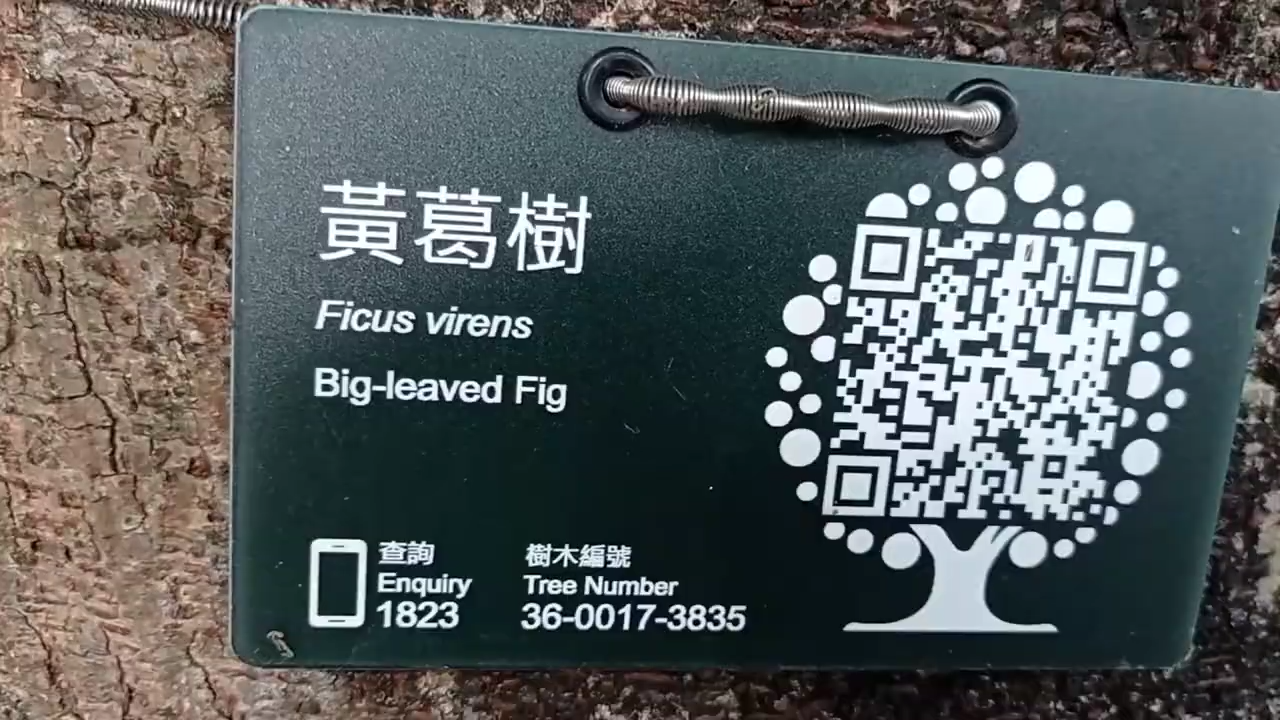 黃葛樹
Ficus virens
Big-leaved Fig
查詢
Enquiry
1823
樹木編號
Tree Number
36-0017-3835